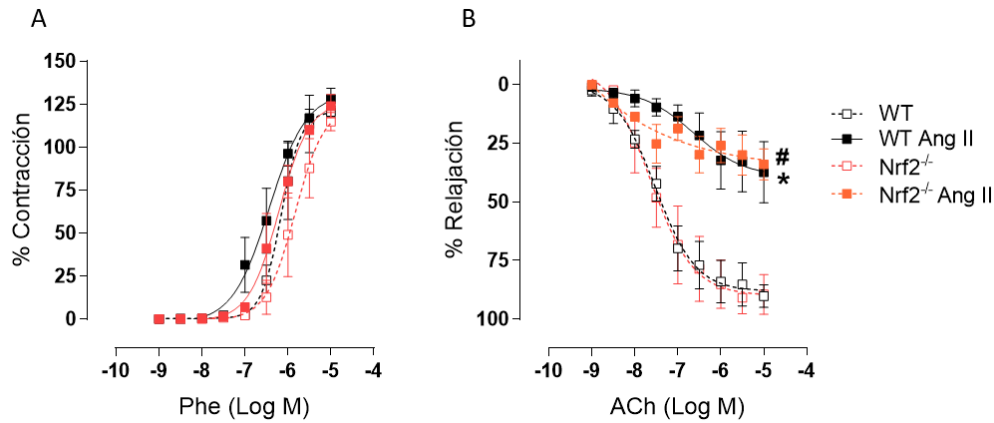 A
B
150
125
100
75
50
25
0
% Contracción
-9 -8 -7 -6 -5 -4
Phe (Log M)
0
25
50
75
100
% Relajación
#
*
-10 -9 -8 -7 -6 -5 -4
ACh (Log M)
WT
WT Ang II
Nrf2-/-
Nrf2-/- Ang II